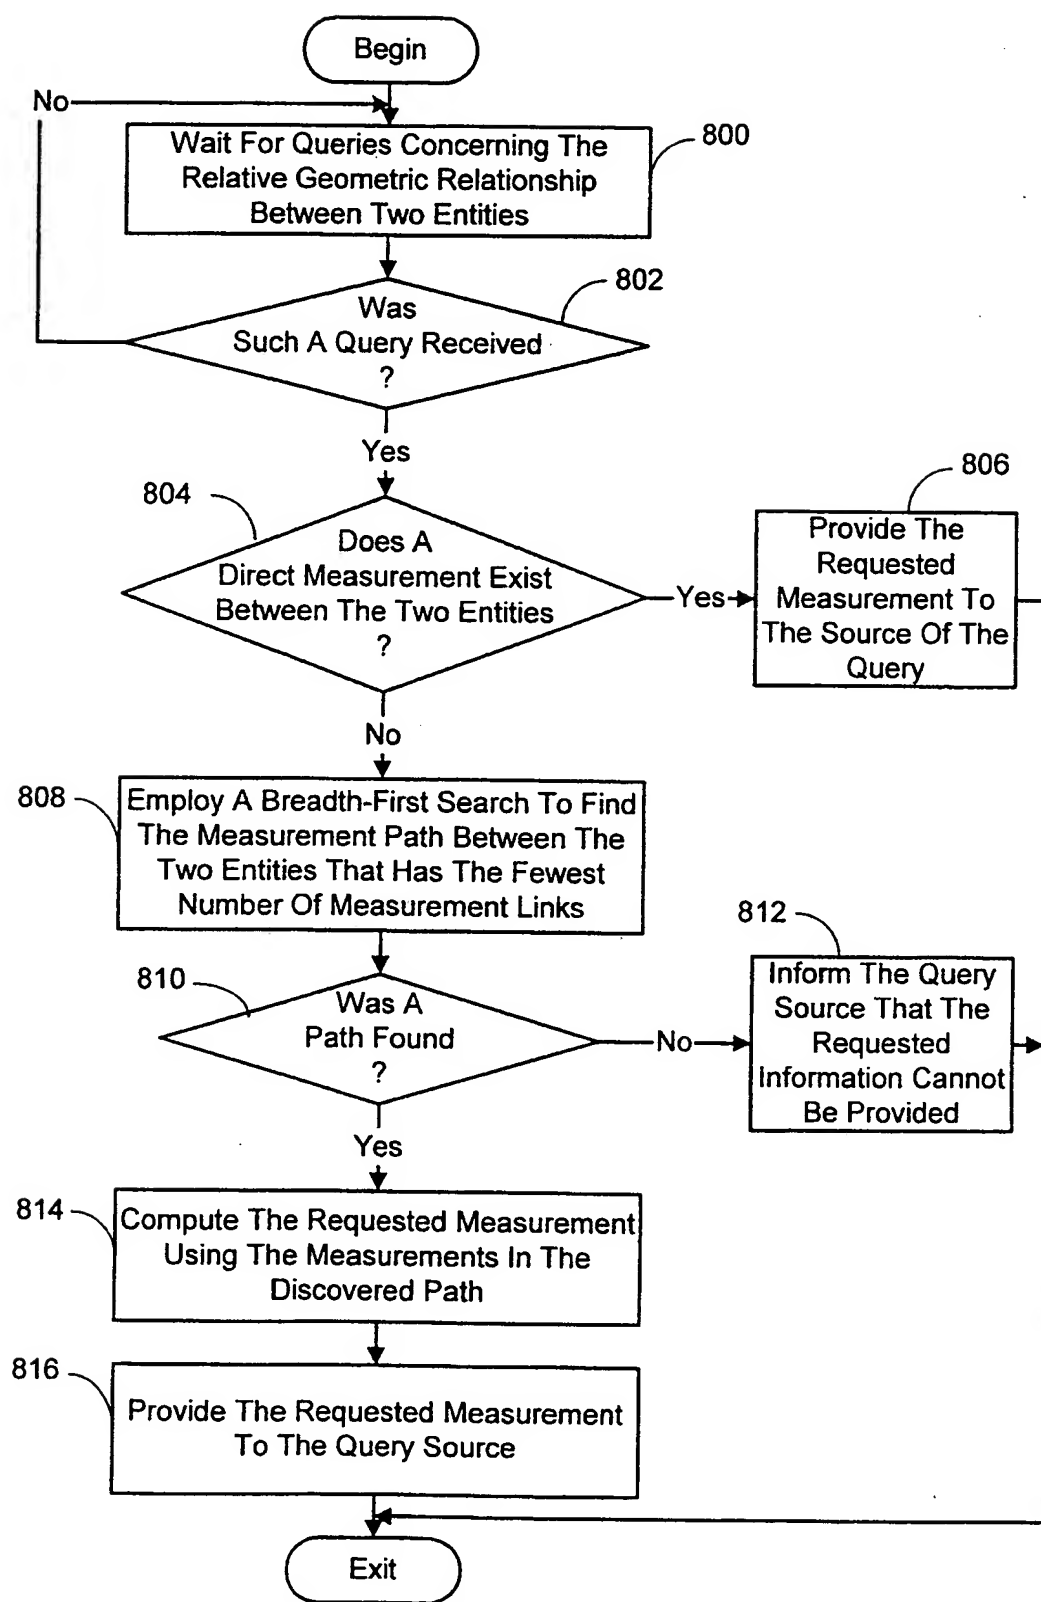 Begin
No
Wait For Queries Concerning The
Relative Geometric Relationship
Between Two Entities
800
802
Was
Such A Query Received
?
Yes
804
Does A
Direct Measurement Exist
Between The Two Entities
?
Yes
806
Provide The
Requested
Measurement To
The Source Of The
Query
No
808
Employ A Breadth-First Search To Find
The Measurement Path Between The
Two Entities That Has The Fewest
Number Of Measurement Links
810
Was A
Path Found
?
No
812
Inform The Query
Source That The
Requested
Information Cannot
Be Provided
Yes
814
Compute The Requested Measurement
Using The Measurements In The
Discovered Path
816
Provide The Requested Measurement
To The Query Source
Exit